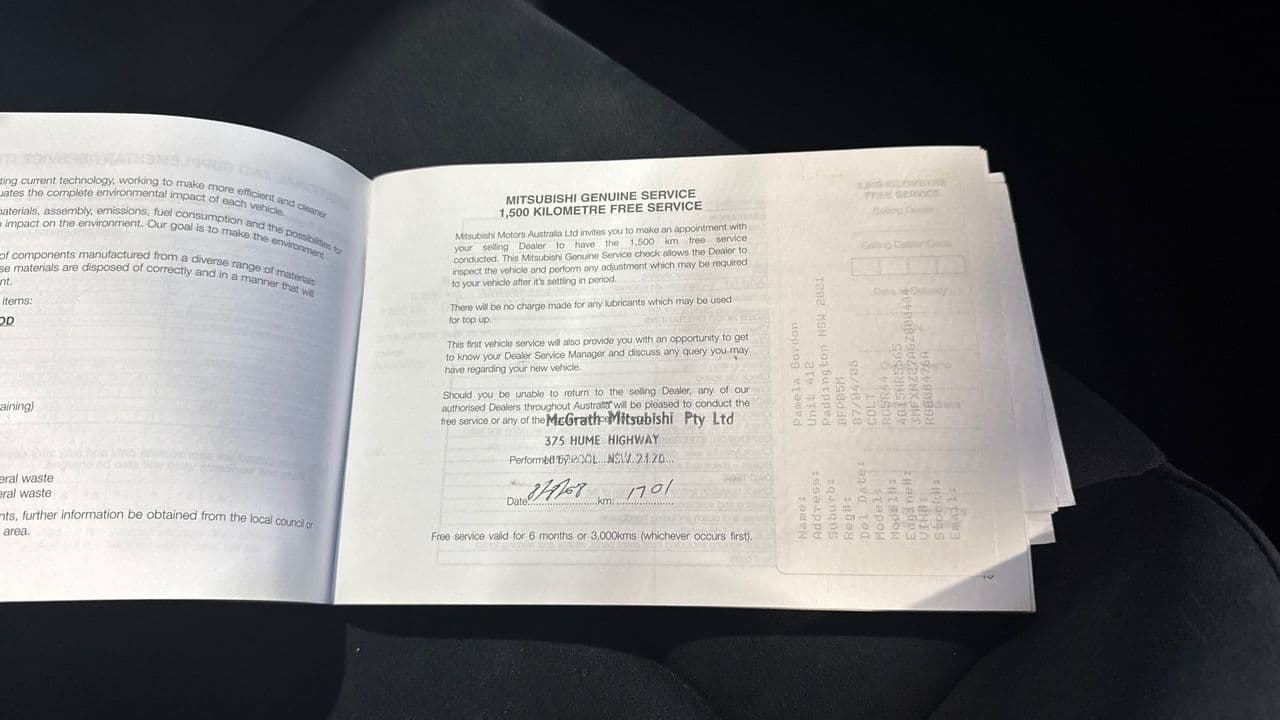 ting current technology, working to make more efficient and cleaner
uates the complete environmental impact of each vehicle.
naterials, assembly, emissions, fuel consumption and the possibilities for
impact on the environment. Our goal is to make the environment
of components manufactured from a diverse range of materials
se materials are disposed of correctly and in a manner that will
nt.
items:
OD
aining)
eral waste
eral waste
nts, further information be obtained from the local council or
area.
MITSUBISHI GENUINE SERVICE
1,500 KILOMETRE FREE SERVICE
Mitsubishi Motors Australia Ltd invites you to make an appointment with
your selling Dealer to have the 1,500 km free service
conducted. This Mitsubishi Genuine Service check allows the Dealer to
inspect the vehicle and perform any adjustment which may be required
to your vehicle after it's settling in period.
There will be no charge made for any lubricants which may be used
for top up.
This first vehicle service will also provide you with an opportunity to get
to know your Dealer Service Manager and discuss any query you may
have regarding your new vehicle.
Should you be unable to return to the selling Dealer, any of our
authorised Dealers throughout Australia will be pleased to conduct the
free service or any of the
McGrath Mitsubishi Pty Ltd
375 HUME HIGHWAY
Performed by: NSW 2170
Date: km: 1701
Free service valid for 6 months or 3,000kms (whichever occurs first).
1,500 KILOMETRE
FREE SERVICE
Selling Dealer
Selling Dealer Code
Date of Delivery
Name: Pamela Gordon
Address: Unit 412
Suburb: Paddington NSW 2021
Reg#: BFP05M
Del Date: 07/04/08
Model: COLT
Model#:
Engine#:
VIN#:
Stock#:
Email: